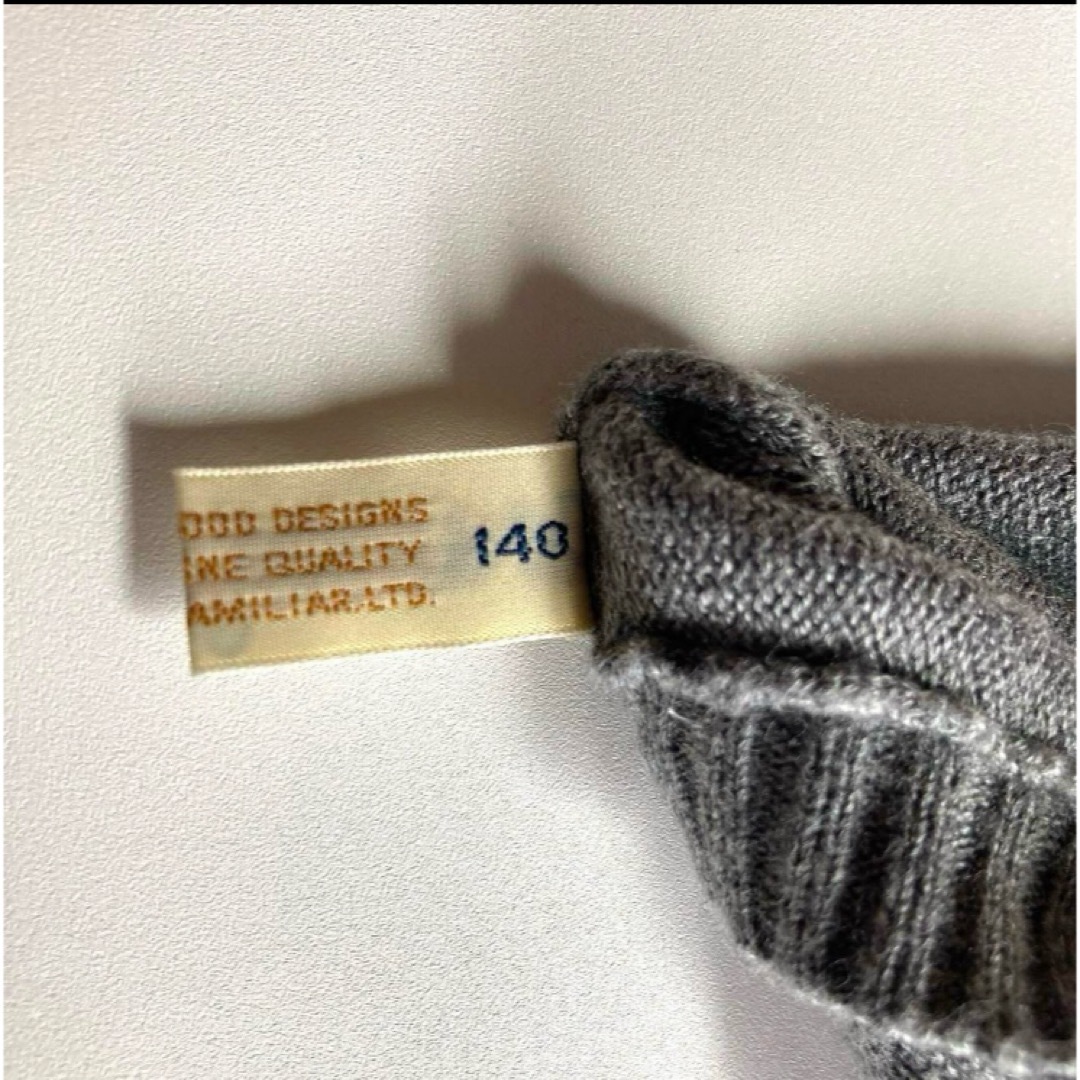 OOD DESIGNS
INE QUALITY
AMILIAR.LTD.
140